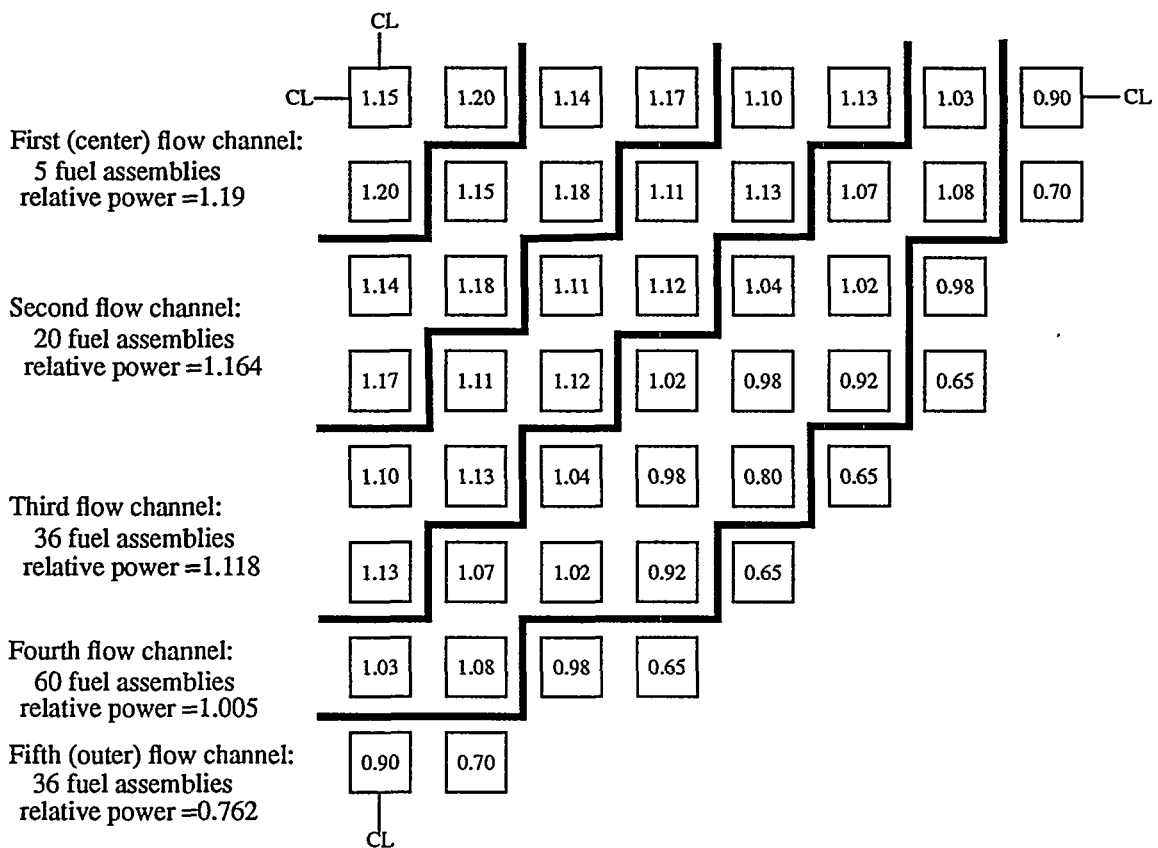 CL
CL 1.15 1.20 1.14 1.17 1.10 1.13 1.03 0.90 CL
First (center) flow channel:
5 fuel assemblies
relative power =1.19
1.20 1.15 1.18 1.11 1.13 1.07 1.08 0.70
1.14 1.18 1.11 1.12 1.04 1.02 0.98
Second flow channel:
20 fuel assemblies
relative power =1.164
1.17 1.11 1.12 1.02 0.98 0.92 0.65
1.10 1.13 1.04 0.98 0.80 0.65
Third flow channel:
36 fuel assemblies
relative power =1.118
1.13 1.07 1.02 0.92 0.65
Fourth flow channel:
60 fuel assemblies
relative power =1.005
1.03 1.08 0.98 0.65
Fifth (outer) flow channel:
36 fuel assemblies
relative power =0.762
0.90 0.70
CL